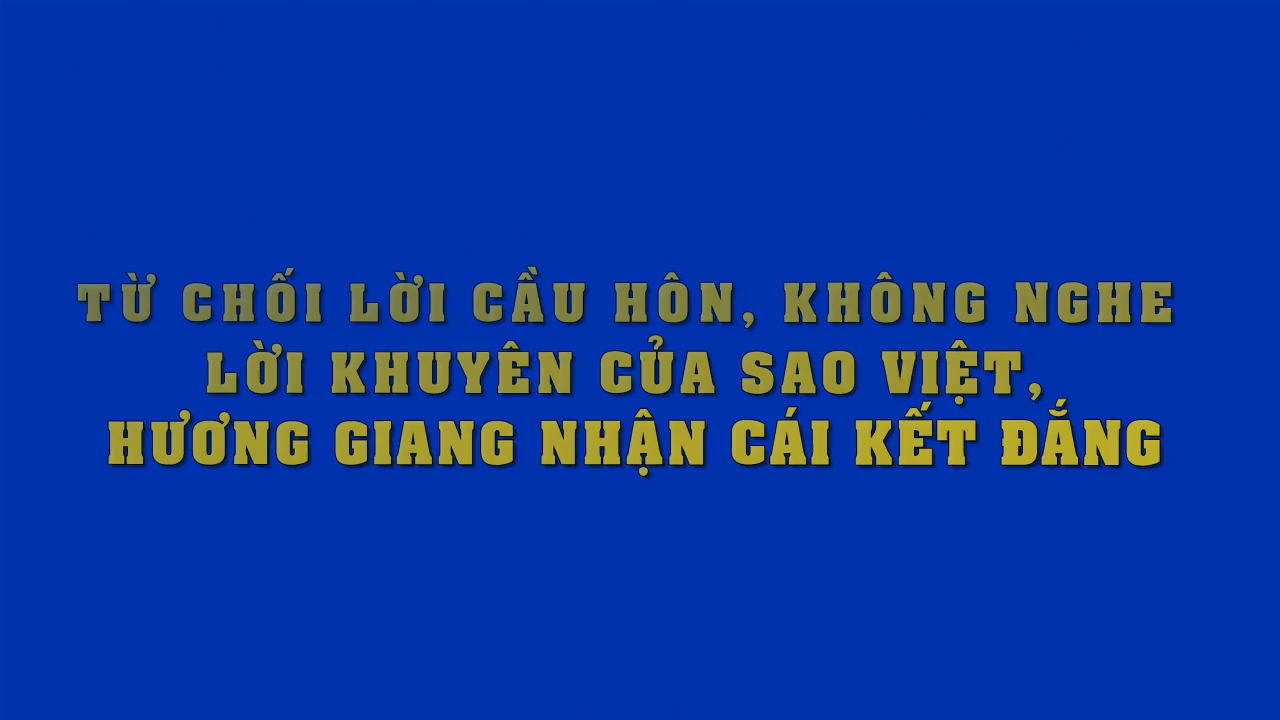 TỪ CHỐI LỜI CẦU HÔN, KHÔNG NGHE
LỜI KHUYÊN CỦA SAO VIỆT,
HƯƠNG GIANG NHẬN CÁI KẾT ĐẮNG